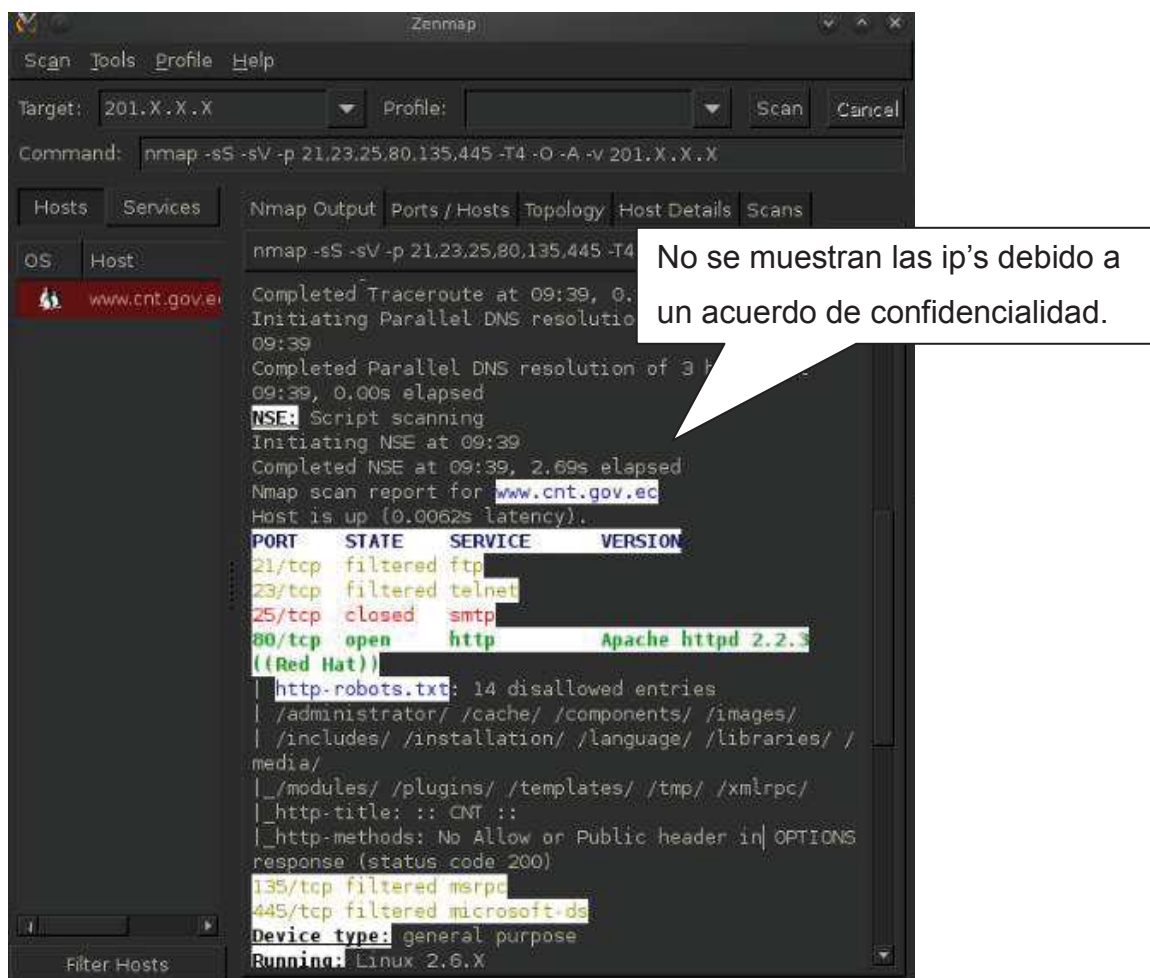 Zenmap
Scan Tools Profile Help
Target: 201.X.X.X Profile: Scan Cancel
Command: nmap -sS -sV -p 21,23,25,80,135,445 -T4 -O -A -v 201.X.X.X
Hosts Services Nmap Output Ports / Hosts Topology Host Details Scans
OS Host
nmap -sS -sV -p 21,23,25,80,135,445 -T4
www.cnt.gov.e
No se muestran las ip's debido a
un acuerdo de confidencialidad.
Completed Traceroute at 09:39, 0.
Initiating Parallel DNS
09:39
Completed Parallel DNS resolution of 3
09:39, 0.00s elapsed
NSE: Script scanning
Initiating NSE at 09:39
Completed NSE at 09:39, 2.69s elapsed
Nmap scan report for www.cnt.gov.ec
Host is up (0.0062s latency).
PORT STATE SERVICE VERSION
21/tcp filtered ftp
23/tcp filtered telnet
25/tcp closed smtp
80/tcp open http Apache httpd 2.2.3
((Red Hat))
| http-robots.txt: 14 disallowed entries
| /administrator/ /cache/ /components/ /images/
| /includes/ /installation/ /language/ /libraries/ /
media/
|_/modules/ /plugins/ /templates/ /tmp/ /xmlrpc/
|_http-title: :: CNT ::
|_http-methods: No Allow or Public header in OPTIONS
response (status code 200)
135/tcp filtered msrpc
445/tcp filtered microsoft-ds
Device type: general purpose
Running: Linux 2.6.X
Filter Hosts